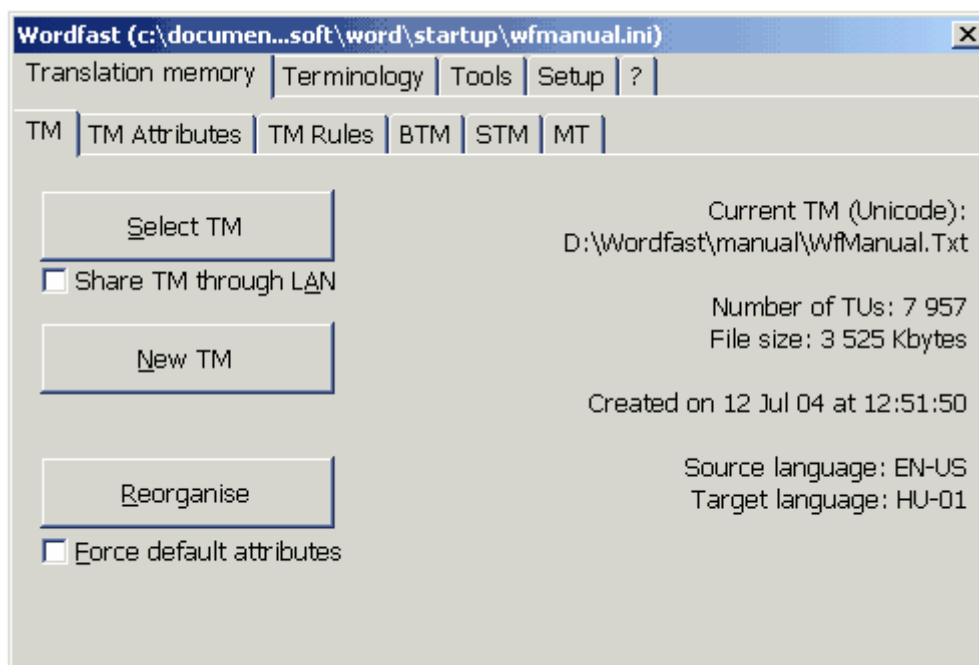 Wordfast (c:\documen...soft\word\startup\wfmanual.ini)
Translation memory Terminology Tools Setup ?
TM TM Attributes TM Rules BTM STM MT
Select TM
Share TM through LAN
New TM
Reorganise
Force default attributes
Current TM (Unicode):
D:\Wordfast\manual\WfManual.Txt
Number of TUs: 7 957
File size: 3 525 Kbytes
Created on 12 Jul 04 at 12:51:50
Source language: EN-US
Target language: HU-01